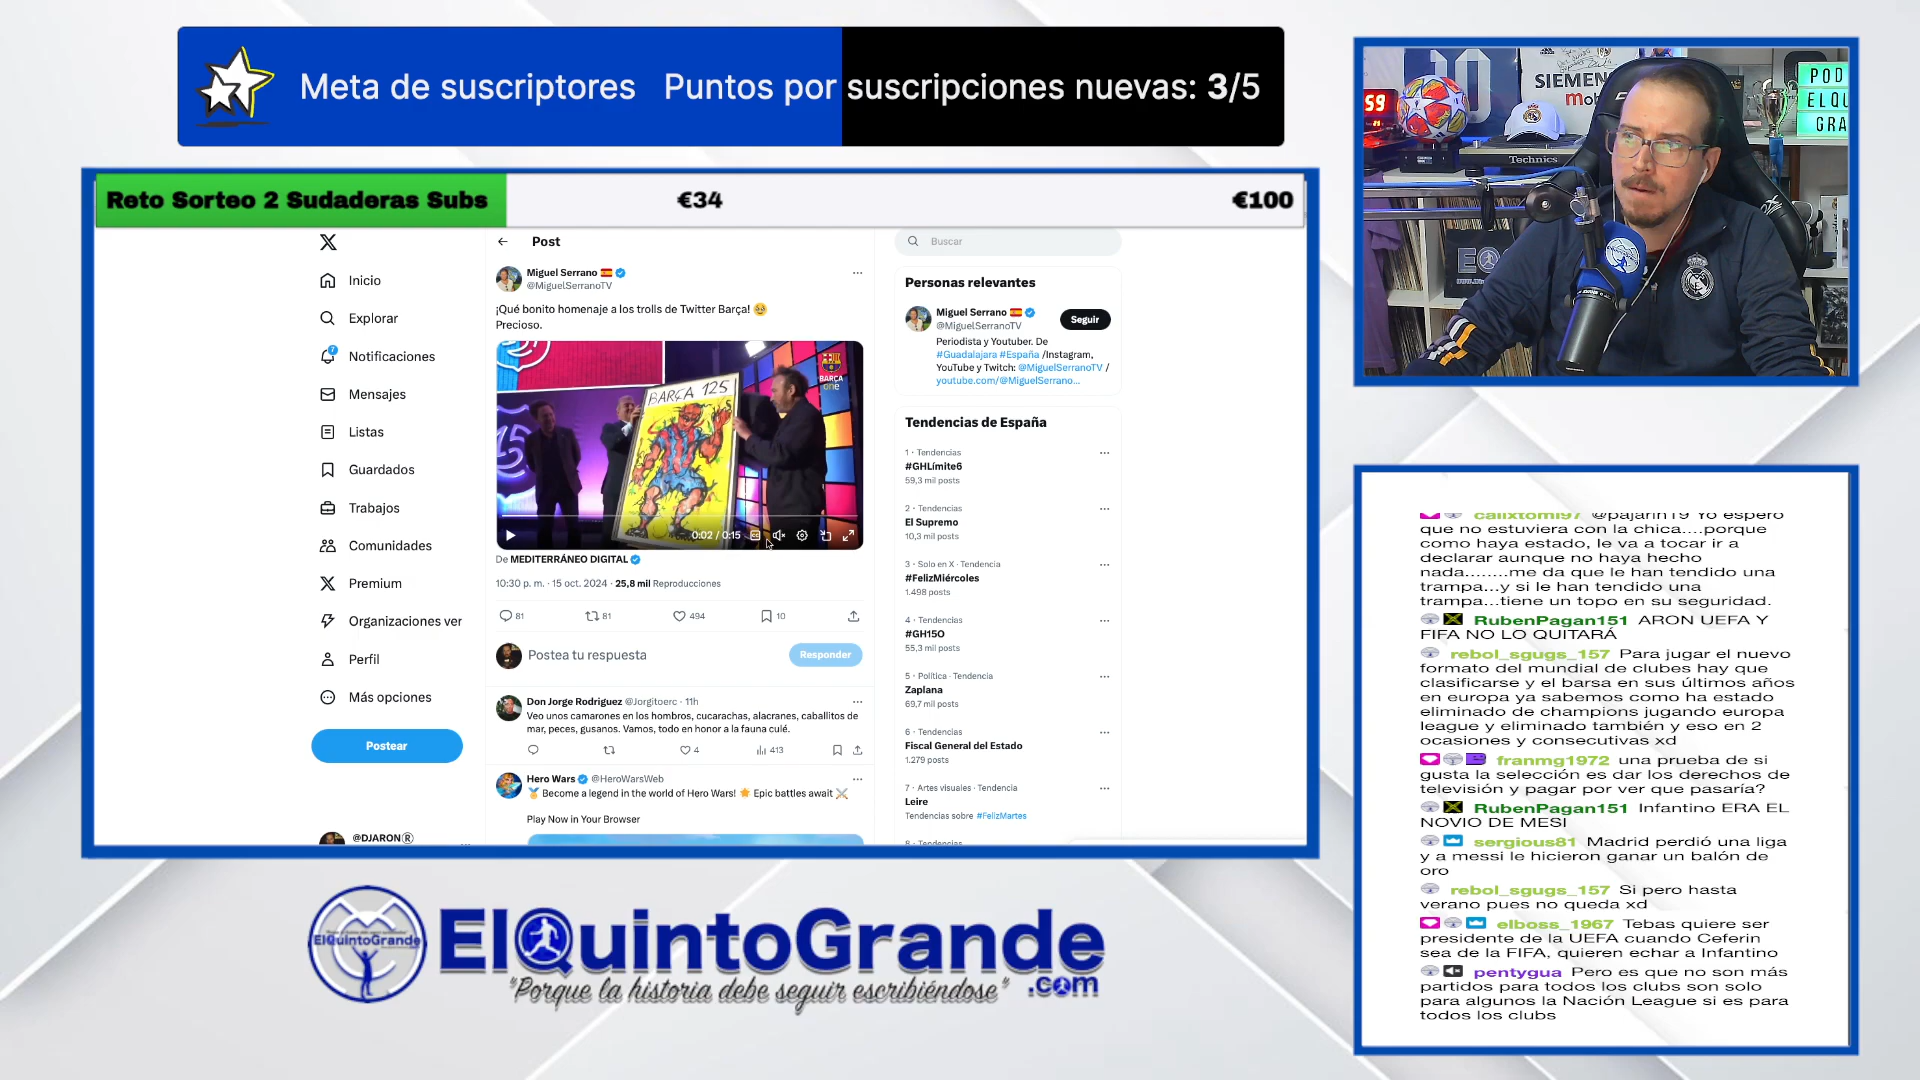 Meta de suscriptores Puntos por suscripciones nuevas: 3/5
Reto Sorteo 2 Sudaderas Subs €34 €100
Post
Buscar
Inicio
Explorar
Notificaciones
Mensajes
Listas
Guardados
Trabajos
Comunidades
Premium
Organizaciones ver
Perfil
Más opciones
Postear
@DJARON®
Miguel Serrano
@MiguelSerranoTV
¡Qué bonito homenaje a los trolls de Twitter Barça!
Precioso.
BARÇA 125
BARÇA
one
0:02 / 0:15
De MEDITERRÁNEO DIGITAL
10:30 p. m. · 15 oct. 2024 · 25,8 mil Reproducciones
81 81 494 10
Postea tu respuesta
Responder
Don Jorge Rodriguez @Jorgitoerc · 11h
Veo unos camarones en los hombros, cucarachas, alacranes, caballitos de
mar, peces, gusanos. Vamos, todo en honor a la fauna culé.
4 413
Hero Wars @HeroWarsWeb
Become a legend in the world of Hero Wars! Epic battles await
Play Now in Your Browser
Personas relevantes
Miguel Serrano
@MiguelSerranoTV
Seguir
Periodista y Youtuber. De
#Guadalajara #España /Instagram,
YouTube y Twitch: @MiguelSerranoTV /
youtube.com/@MiguelSerrano...
Tendencias de España
1 · Tendencias
#GHLímite6
59,3 mil posts
2 · Tendencias
El Supremo
10,3 mil posts
3 · Solo en X · Tendencia
#FelizMiércoles
1.498 posts
4 · Tendencias
#GH15O
55,3 mil posts
5 · Política · Tendencia
Zaplana
69,7 mil posts
6 · Tendencias
Fiscal General del Estado
1.279 posts
7 · Artes visuales · Tendencia
Leire
Tendencias sobre #FelizMartes
8 · Tendencias
59
10
SIEMENS
Technics
POD
ELQU
GRA
EQ
calixtomi97 @pajarin19 Yo espero
que no estuviera con la chica....porque
como haya estado, le va a tocar ir a
declarar aunque no haya hecho
nada........me da que le han tendido una
trampa...y si le han tendido una
trampa...tiene un topo en su seguridad.
RubenPagan151 ARON UEFA Y
FIFA NO LO QUITARÁ
rebol_sgugs_157 Para jugar el nuevo
formato del mundial de clubes hay que
clasificarse y el barsa en sus últimos años
en europa ya sabemos como ha estado
eliminado de champions jugando europa
league y eliminado también y eso en 2
ocasiones y consecutivas xd
franmg1972 una prueba de si
gusta la selección es dar los derechos de
televisión y pagar por ver que pasaría?
RubenPagan151 Infantino ERA EL
NOVIO DE MESI
sergious81 Madrid perdió una liga
y a messi le hicieron ganar un balón de
oro
rebol_sgugs_157 Si pero hasta
verano pues no queda xd
elboss_1967 Tebas quiere ser
presidente de la UEFA cuando Ceferin
sea de la FIFA, quieren echar a Infantino
pentygua Pero es que no son más
partidos para todos los clubs son solo
para algunos la Nación League si es para
todos los clubs
ElQuintoGrande
ElQuintoGrande
"Porque la historia debe seguir escribiéndose" .com